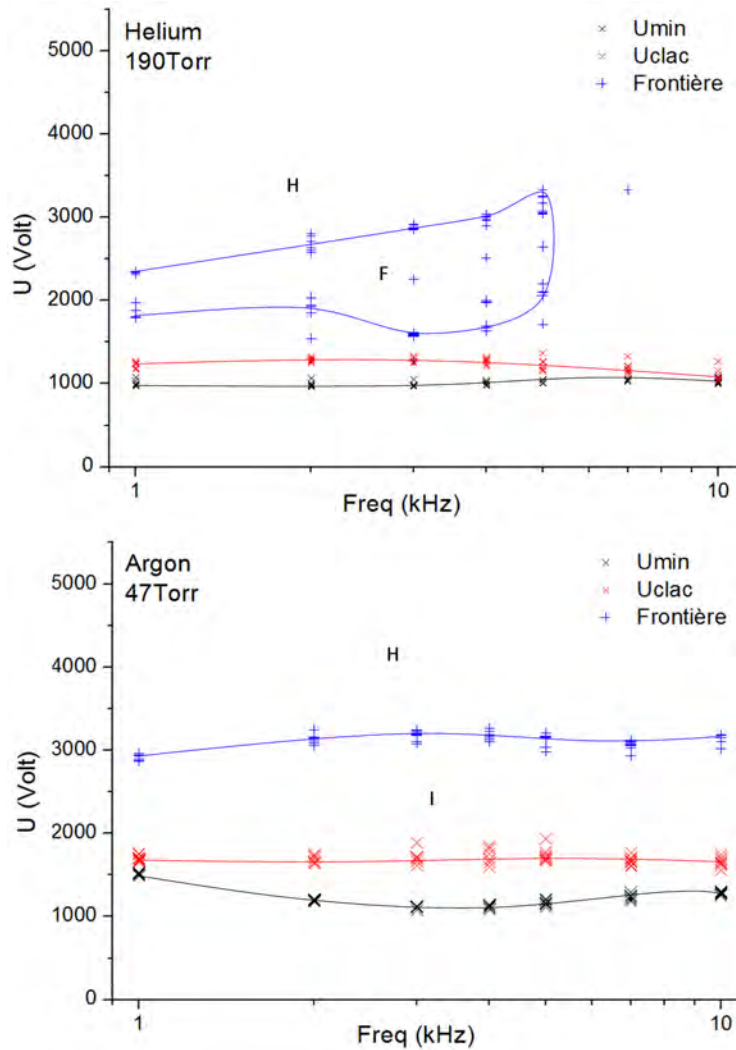 Helium
190Torr
Umin
Uclac
Frontière
5000
4000
3000
2000
1000
0
U (Volt)
H
F
1
10
Freq (kHz)
Argon
47Torr
Umin
Uclac
Frontière
5000
4000
3000
2000
1000
0
U (Volt)
H
I
1
10
Freq (kHz)